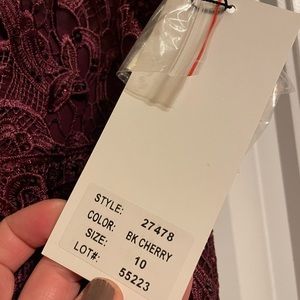 STYLE: 27478
COLOR: BK CHERRY
SIZE: 10
LOT#: 55223